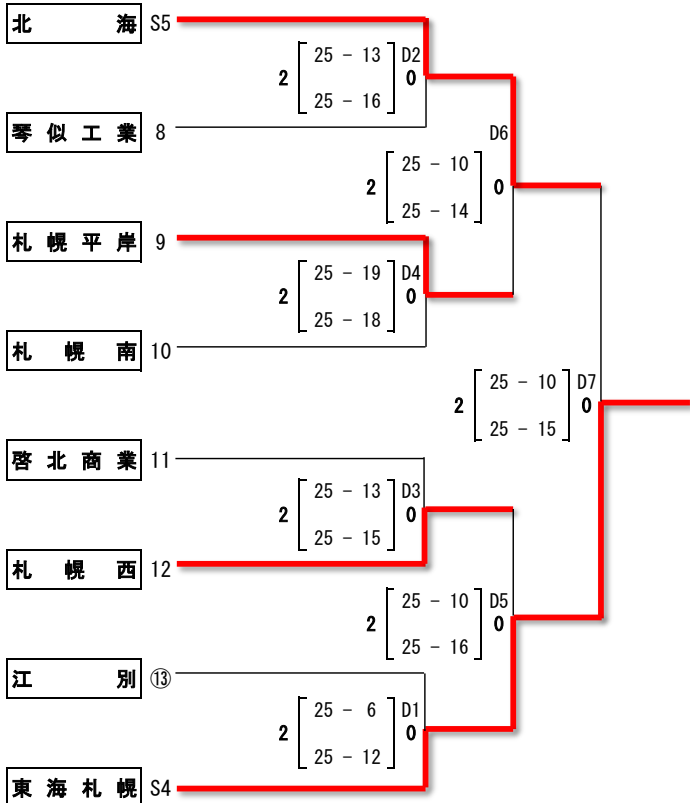 北海 S5
25 - 13 D2
2 0
25 - 16
琴似工業 8
D6
25 - 10
2 0
25 - 14
札幌平岸 9
25 - 19 D4
2 0
25 - 18
札幌南 10
25 - 10 D7
2 0
25 - 15
啓北商業 11
25 - 13 D3
2 0
25 - 15
札幌西 12
25 - 10 D5
2 0
25 - 16
江別 ⑬
25 - 6 D1
2 0
25 - 12
東海札幌 S4